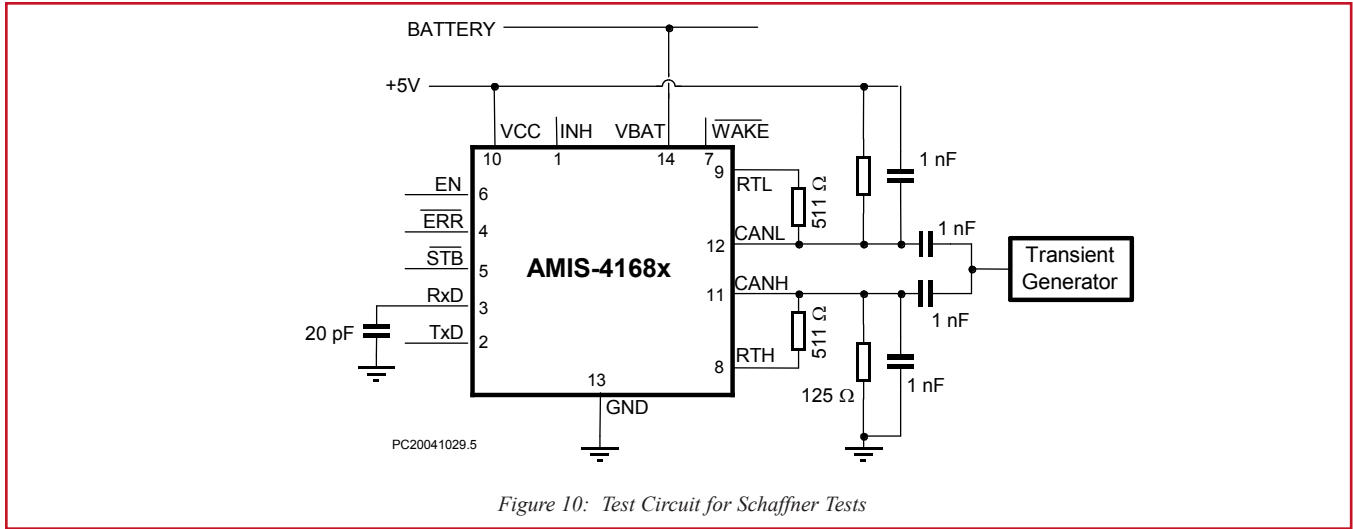 BATTERY
+5V
VCC
INH
VBAT
WAKE
10
1
14
7
9
RTL
511 Ω
1 nF
EN
6
ERR
4
STB
5
RxD
3
20 pF
TxD
2
AMIS-4168x
12
CANL
1 nF
Transient
Generator
11
CANH
1 nF
511 Ω
8
RTH
125 Ω
1 nF
13
GND
PC20041029.5
Figure 10: Test Circuit for Schaffner Tests